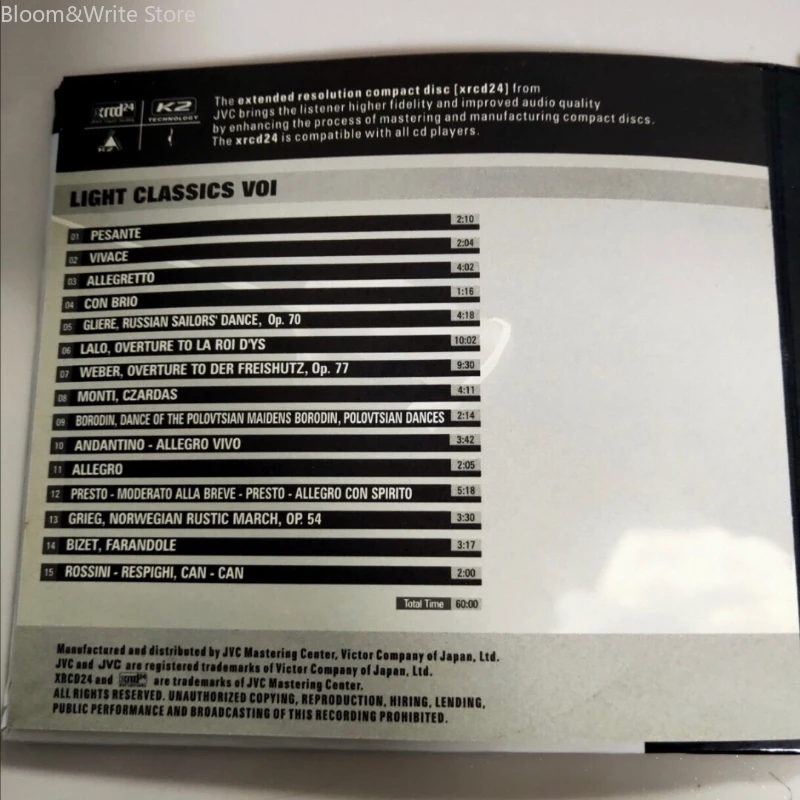 Bloom&Write Store
xrcd24
K2
TECHNOLOGY
The extended resolution compact disc [xrcd24] from
JVC brings the listener higher fidelity and improved audio quality
by enhancing the process of mastering and manufacturing compact discs.
The xrcd24 is compatible with all cd players.
LIGHT CLASSICS VOI
01 PESANTE 2:10
02 VIVACE 2:04
03 ALLEGRETTO 4:02
04 CON BRIO 1:16
05 GLIERE, RUSSIAN SAILORS' DANCE, Op. 70 4:18
06 LALO, OVERTURE TO LA ROI D'YS 10:02
07 WEBER, OVERTURE TO DER FREISHUTZ, Op. 77 9:30
08 MONTI, CZARDAS 4:11
09 BORODIN, DANCE OF THE POLOVTSIAN MAIDENS BORODIN, POLOVTSIAN DANCES 2:14
10 ANDANTINO - ALLEGRO VIVO 3:42
11 ALLEGRO 2:05
12 PRESTO - MODERATO ALLA BREVE - PRESTO - ALLEGRO CON SPIRITO 5:18
13 GRIEG, NORWEGIAN RUSTIC MARCH, OP. 54 3:30
14 BIZET, FARANDOLE 3:17
15 ROSSINI - RESPIGHI, CAN - CAN 2:00
Total Time 60:00
Manufactured and distributed by JVC Mastering Center, Victor Company of Japan, Ltd.
JVC and JVC are registered trademarks of Victor Company of Japan, Ltd.
XRCD24 and xrcd24 are trademarks of JVC Mastering Center.
ALL RIGHTS RESERVED. UNAUTHORIZED COPYING, REPRODUCTION, HIRING, LENDING,
PUBLIC PERFORMANCE AND BROADCASTING OF THIS RECORDING PROHIBITED.